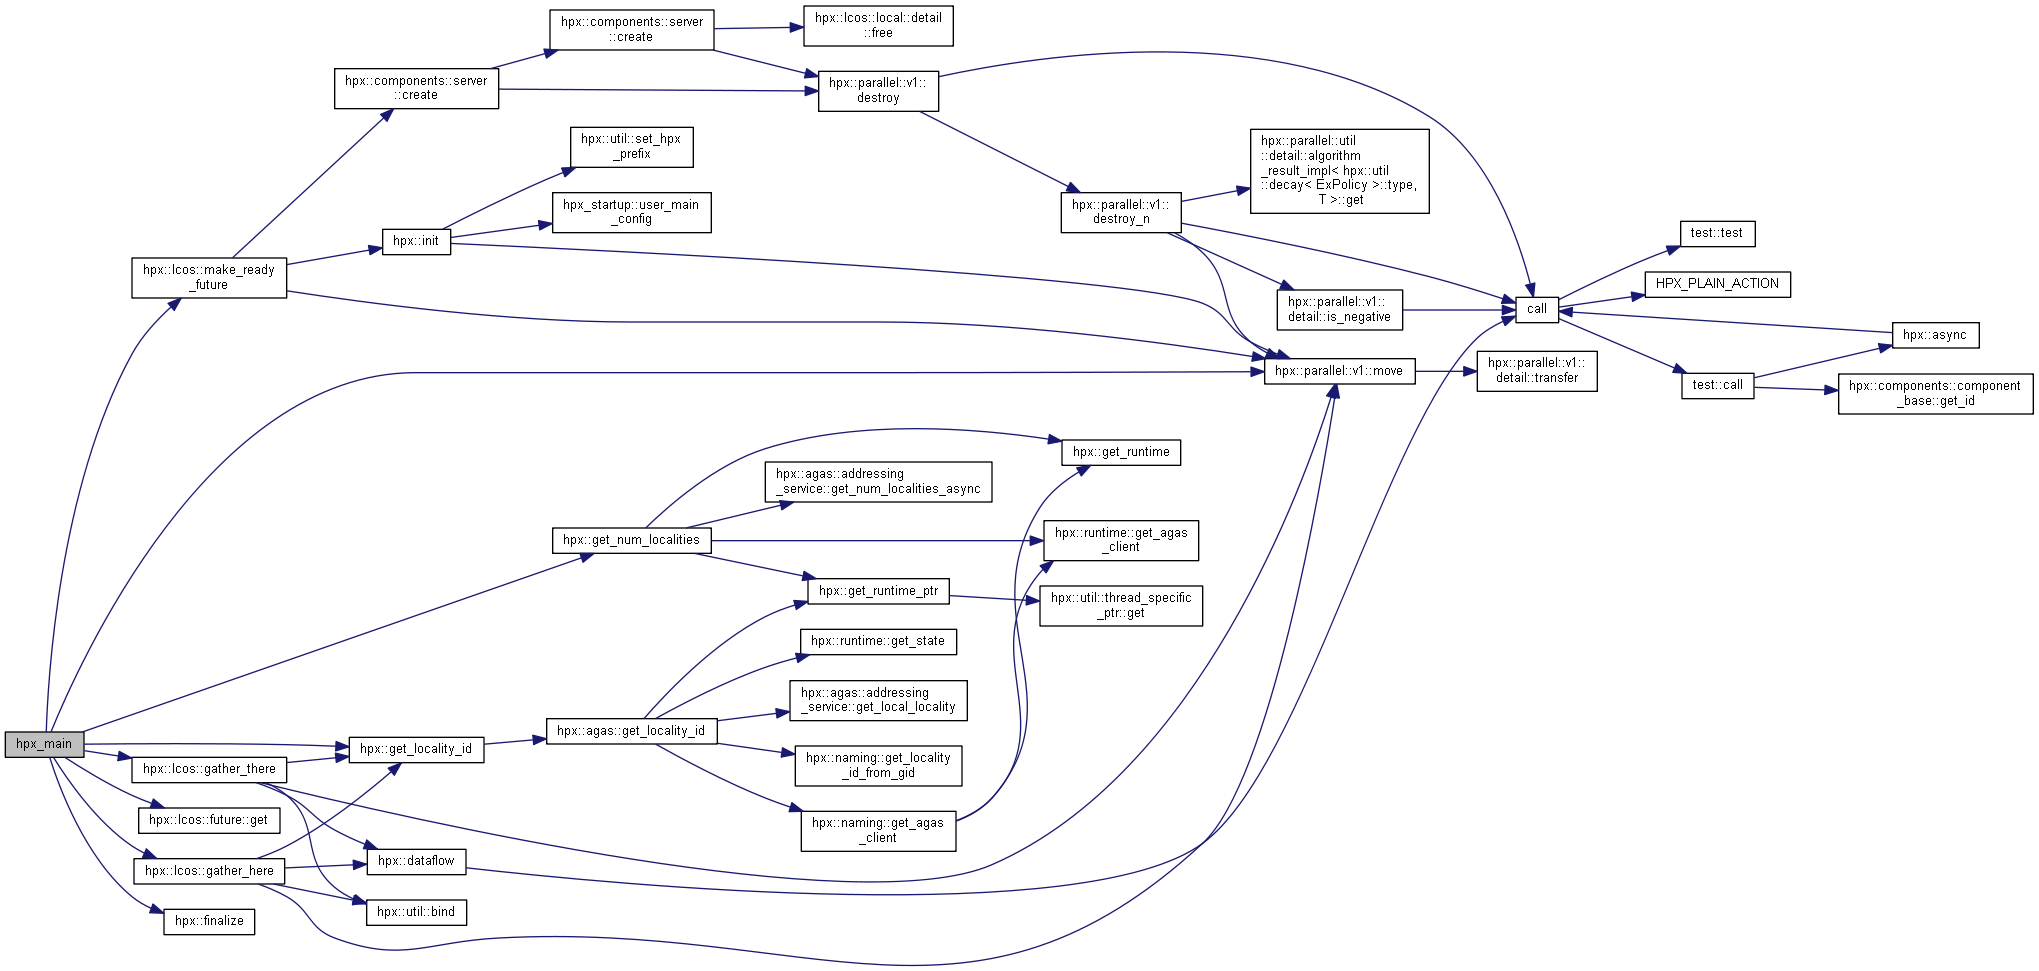 hpx_main
hpx::lcos::make_ready
_future
hpx::components::server
::create
hpx::components::server
::create
hpx::lcos::local::detail
::free
hpx::parallel::v1::
destroy
hpx::util::set_hpx
_prefix
hpx_startup::user_main
_config
hpx::init
hpx::parallel::v1::
destroy_n
hpx::parallel::util
::detail::algorithm
_result_impl< hpx::util
::decay< ExPolicy >::type,
T >::get
hpx::parallel::v1::
detail::is_negative
call
test::test
HPX_PLAIN_ACTION
hpx::async
test::call
hpx::components::component
_base::get_id
hpx::parallel::v1::move
hpx::parallel::v1::
detail::transfer
hpx::get_runtime
hpx::agas::addressing
_service::get_num_localities_async
hpx::get_num_localities
hpx::runtime::get_agas
_client
hpx::get_runtime_ptr
hpx::util::thread_specific
_ptr::get
hpx::runtime::get_state
hpx::agas::addressing
_service::get_local_locality
hpx::agas::get_locality_id
hpx::get_locality_id
hpx::naming::get_locality
_id_from_gid
hpx::naming::get_agas
_client
hpx::lcos::gather_there
hpx::lcos::future::get
hpx::lcos::gather_here
hpx::dataflow
hpx::util::bind
hpx::finalize